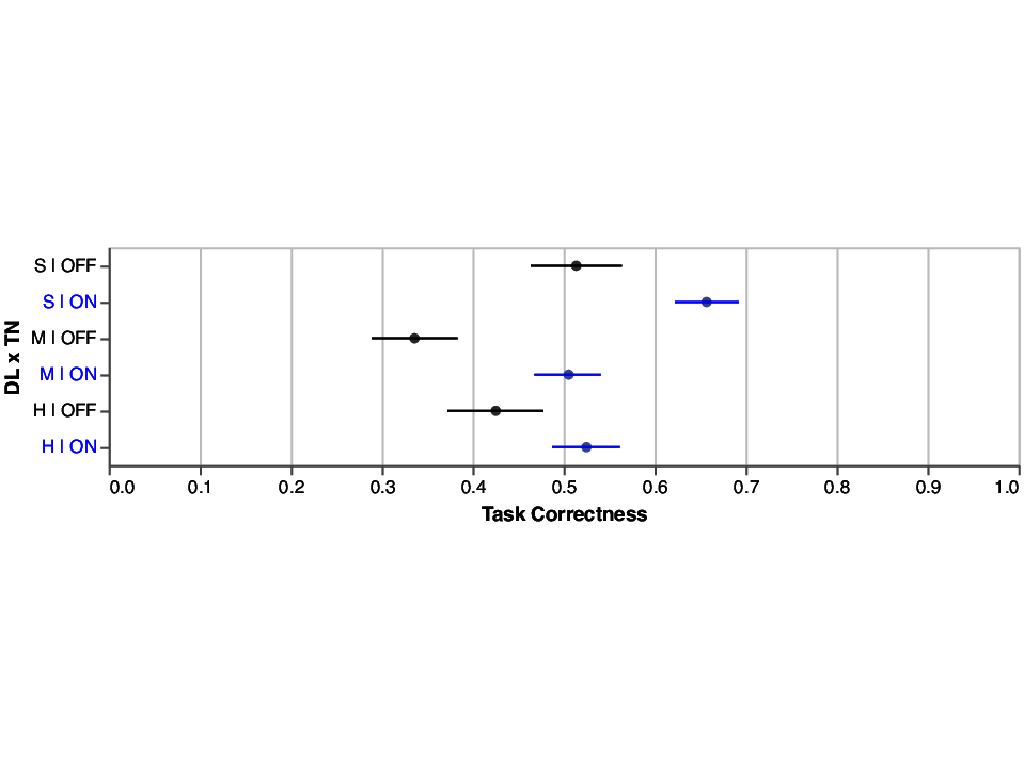 DL x TN
S | OFF
S | ON
M | OFF
M | ON
H | OFF
H | ON
0.0 0.1 0.2 0.3 0.4 0.5 0.6 0.7 0.8 0.9 1.0
Task Correctness